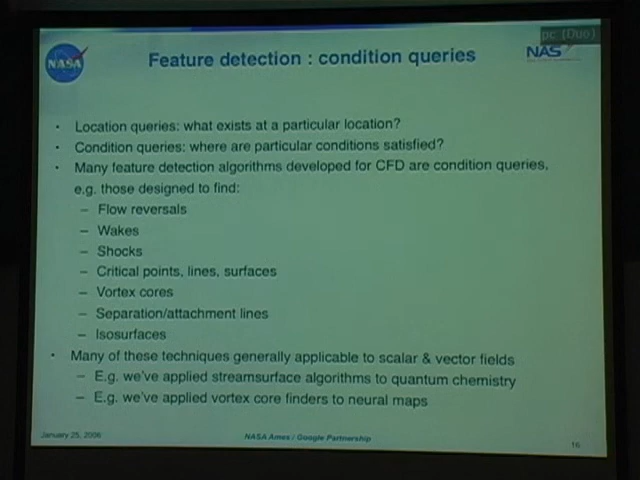 pc (Duo)
NASA
NAS
Feature detection : condition queries
• Location queries: what exists at a particular location?
• Condition queries: where are particular conditions satisfied?
• Many feature detection algorithms developed for CFD are condition queries,
e.g. those designed to find:
– Flow reversals
– Wakes
– Shocks
– Critical points, lines, surfaces
– Vortex cores
– Separation/attachment lines
– Isosurfaces
• Many of these techniques generally applicable to scalar & vector fields
– E.g. we've applied streamsurface algorithms to quantum chemistry
– E.g. we've applied vortex core finders to neural maps
January 25, 2006
NASA Ames / Google Partnership
16